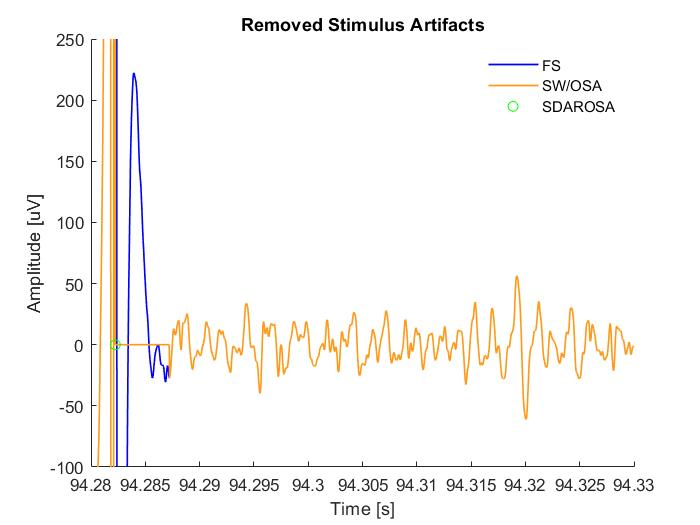 Removed Stimulus Artifacts
FS
SW/OSA
SDAROSA
250
200
150
100
50
0
-50
-100
Amplitude [uV]
94.28 94.285 94.29 94.295 94.3 94.305 94.31 94.315 94.32 94.325 94.33
Time [s]